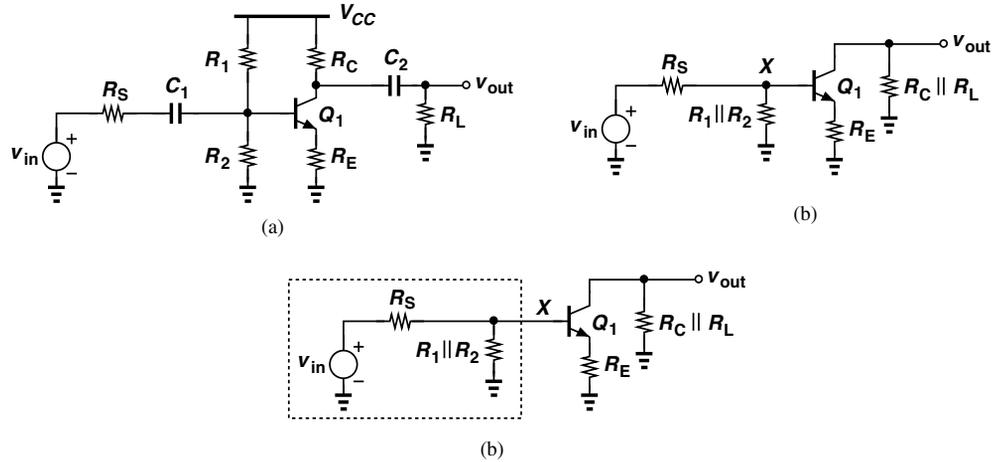 V_CC
R_1
R_C
C_2
v_out
R_S
C_1
Q_1
R_L
v_in
+
−
R_2
R_E
(a)
R_S
X
v_out
Q_1
R_C || R_L
R_1||R_2
v_in
+
−
R_E
(b)
R_S
X
v_out
Q_1
R_C || R_L
R_1||R_2
v_in
+
−
R_E
(b)